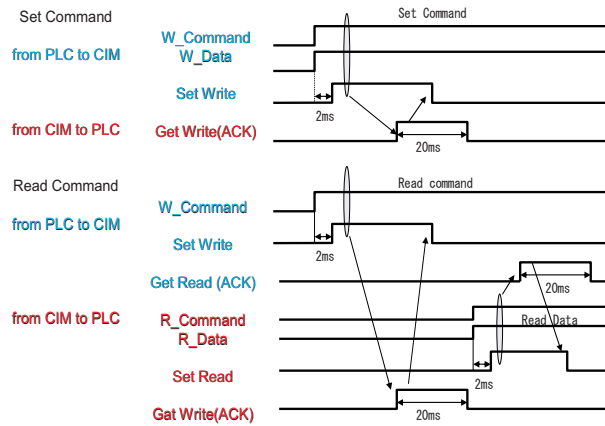 Set Command
Set Command
W_Command
from PLC to CIM
W_Data
Set Write
2ms
from CIM to PLC
Get Write(ACK)
20ms
Read Command
Read command
W_Command
from PLC to CIM
Set Write
2ms
Get Read (ACK)
20ms
from CIM to PLC
R_Command
Read Data
R_Data
Set Read
2ms
Gat Write(ACK)
20ms